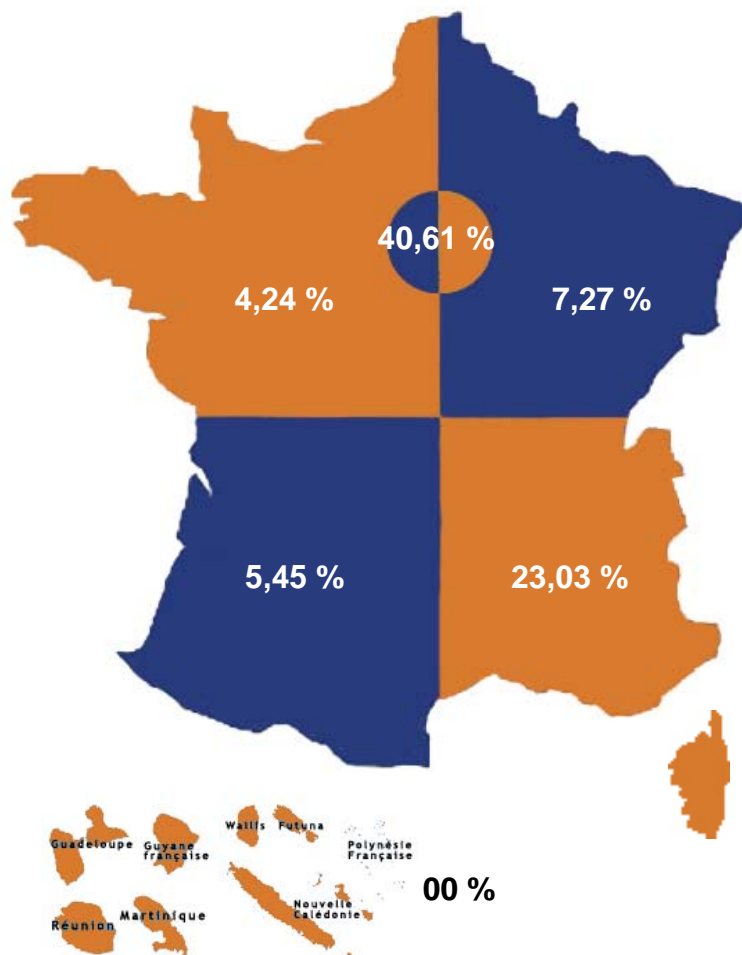 40,61 %
4,24 %
7,27 %
5,45 %
23,03 %
Guadeloupe
Guyane
française
Wallis
Futuna
Polynésie
Française
00 %
Réunion
Martinique
Nouvelle
Calédonie